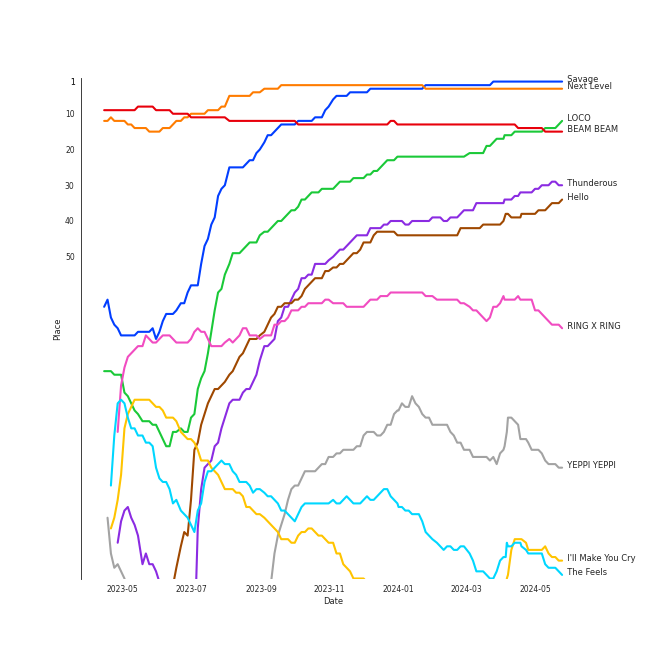 1
10
20
30
40
50
Place
Savage
Next Level
LOCO
BEAM BEAM
Thunderous
Hello
RING X RING
YEPPI YEPPI
I'll Make You Cry
The Feels
2023-05 2023-07 2023-09 2023-11 2024-01 2024-03 2024-05
Date